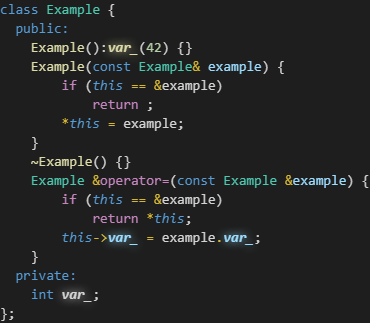 class Example {
  public:
    Example():var_(42) {}
    Example(const Example& example) {
        if (this == &example)
            return ;
        *this = example;
    }
    ~Example() {}
    Example &operator=(const Example &example) {
        if (this == &example)
            return *this;
        this->var_ = example.var_;
    }
  private:
    int var_;
};